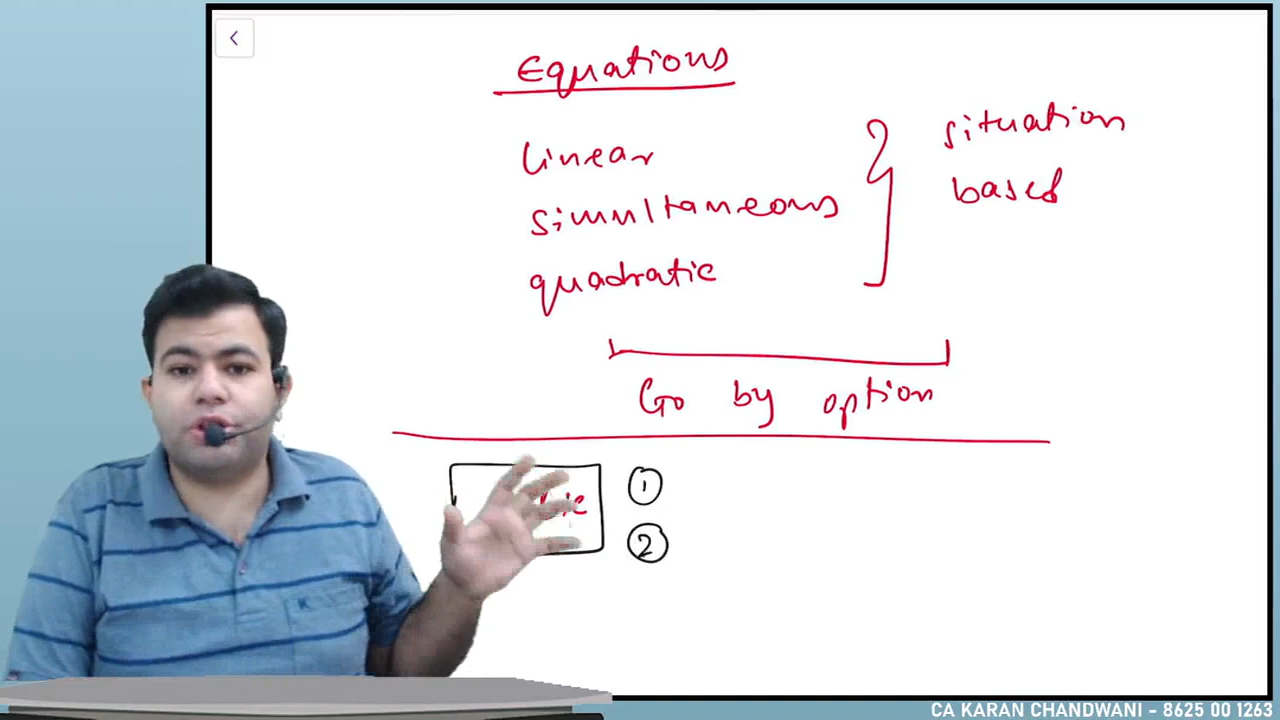 Equations
linear
simultaneous
quadratic
situation
based
Go by option
1
2
CA KARAN CHANDWANI - 8625 00 1263